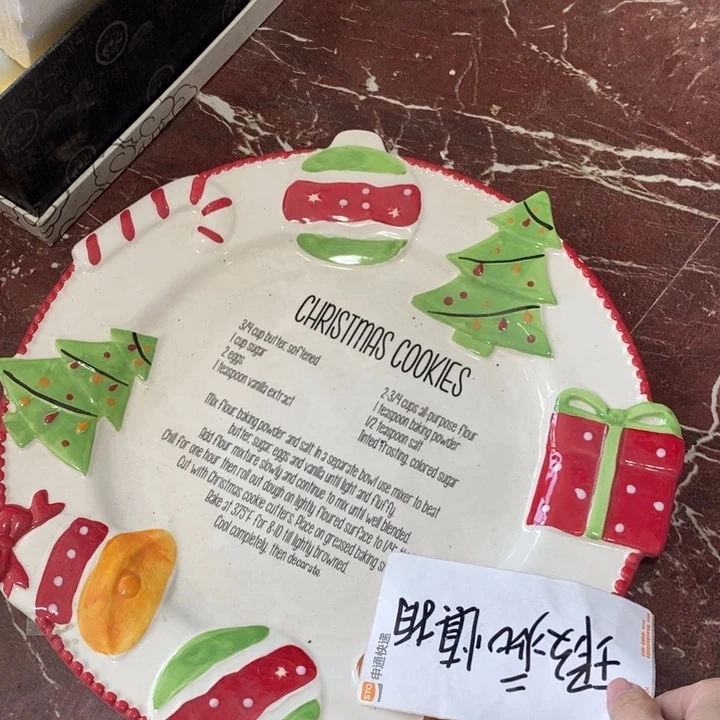 CHRISTMAS COOKIES
3/4 cup butter, softened
1 cup sugar
2 eggs
1 teaspoon vanilla extract
2-3/4 cups all-purpose flour
1 teaspoon baking powder
1/2 teaspoon salt
tinted frosting, colored sugar
Mix flour, baking powder and salt in a separate bowl use mixer to beat
butter, sugar, eggs and vanilla until light and fluffy.
Add flour mixture slowly and continue to mix until well blended.
Chill for one hour then roll out dough on lightly floured surface to 1/4"
Cut with Christmas cookie cutters. Place on greased baking
Bake at 375°F for 8-10 till lightly browned.
Cool completely, then decorate.
STO 申通快递